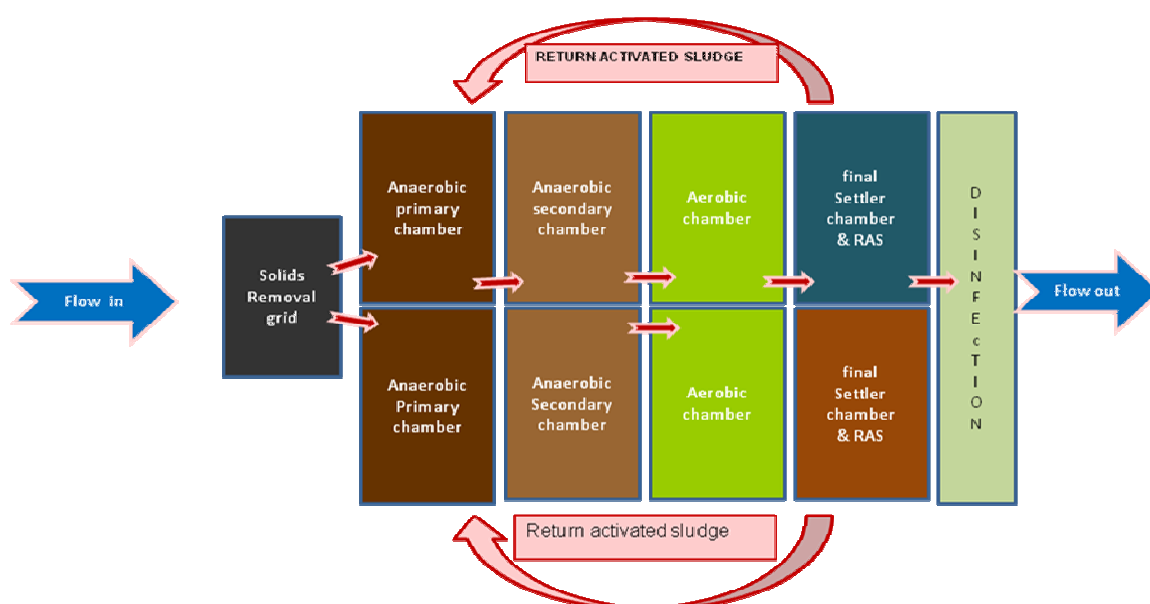 RETURN ACTIVATED SLUDGE
Anaerobic
primary
chamber
Anaerobic
secondary
chamber
Aerobic
chamber
final
Settler
chamber
& RAS
D
I
S
I
N
F
E
c
T
I
O
N
Solids
Removal
grid
Flow in
Flow out
Anaerobic
Primary
chamber
Anaerobic
Secondary
chamber
Aerobic
chamber
final
Settler
chamber
& RAS
Return activated sludge